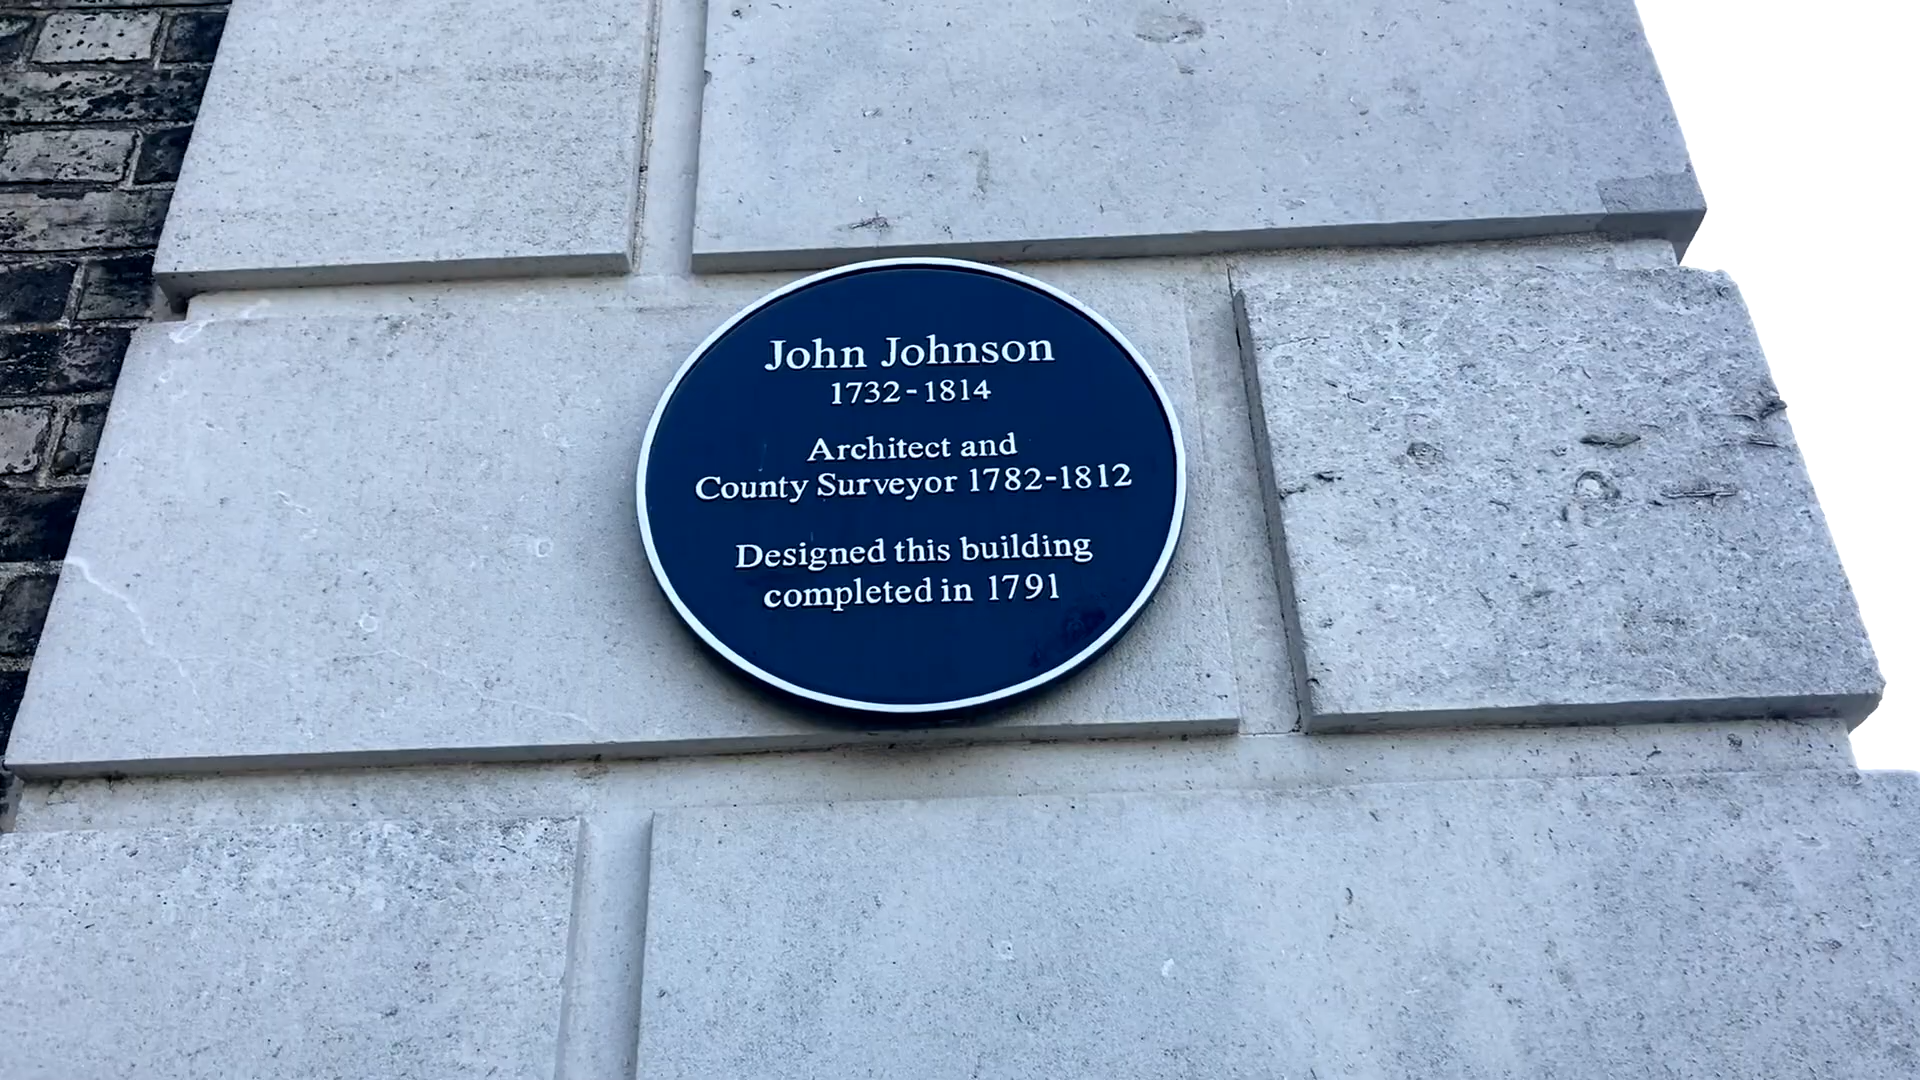 John Johnson
1732-1814
Architect and
County Surveyor 1782-1812
Designed this building
completed in 1791